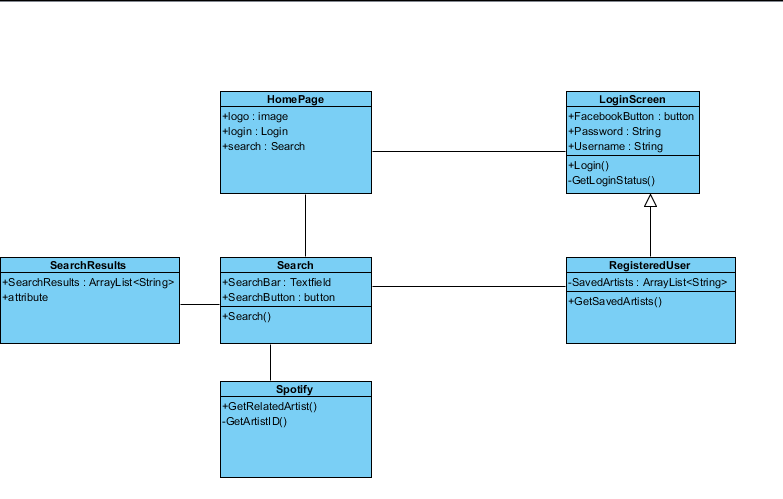 HomePage
+logo : image
+login : Login
+search : Search
LoginScreen
+FacebookButton : button
+Password : String
+Username : String
+Login()
-GetLoginStatus()
SearchResults
+SearchResults : ArrayList<String>
+attribute
Search
+SearchBar : Textfield
+SearchButton : button
+Search()
RegisteredUser
-SavedArtists : ArrayList<String>
+GetSavedArtists()
Spotify
+GetRelatedArtist()
-GetArtistID()